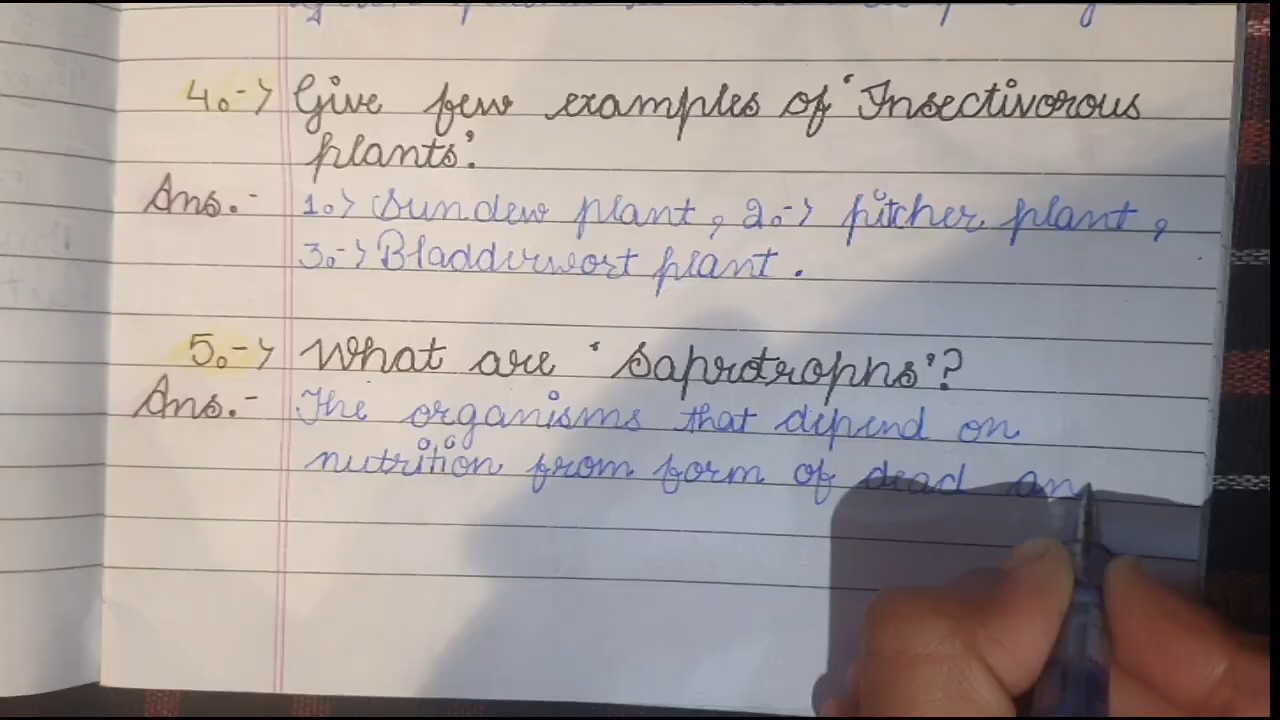 4.-> Give few examples of 'Insectivorous
plants'.
Ans.- 1.> Sundew plant, 2.-> pitcher plant,
3.-> Bladderwort plant.
5.-> What are 'Saprotrophs'?
Ans.- The organisms that depend on
nutrition from form of dead an